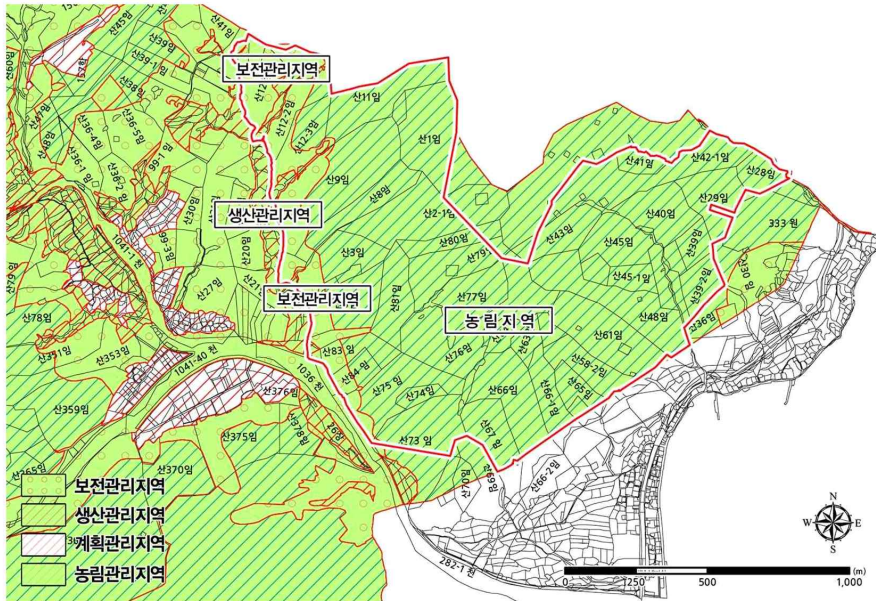 산45임
산41임
산39임
산39-1 임
산38임
157학
산60임
산47임
산48임
산36-4임
산36-5임
산36-1 임
산36-2 임
99-1 임
99-3임
산30임
1041-1 천
보전관리지역
산12-2임
산12-3임
산11임
산1임
산9임
산8임
산2-1임
생산관리지역
산3임
산80임
산79
산20임
산21
산27임
보전관리지역
산81임
산77임
농 림 지 역
산43임
산41임
산42-1임
산28임
산29임
산40임
산45임
산39임
333 원
산45-1임
산39-2임
산30 임
산48임
산36임
산61임
산79 임
산78임
산351임
산353임
1041-40 천
1036 천
산83 임
산84 임
산76임
산58-2임
산65임
산75 임
산74임
산66임
산66-1임
산67 임
산73 임
산376임
산378임
산359임
산375임
산370임
산265임
산70임
산69임
산66-2임
282-1 천
보전관리지역
생산관리지역
계획관리지역
농림관리지역
N
W
E
S
0
250
500
1,000
(m)